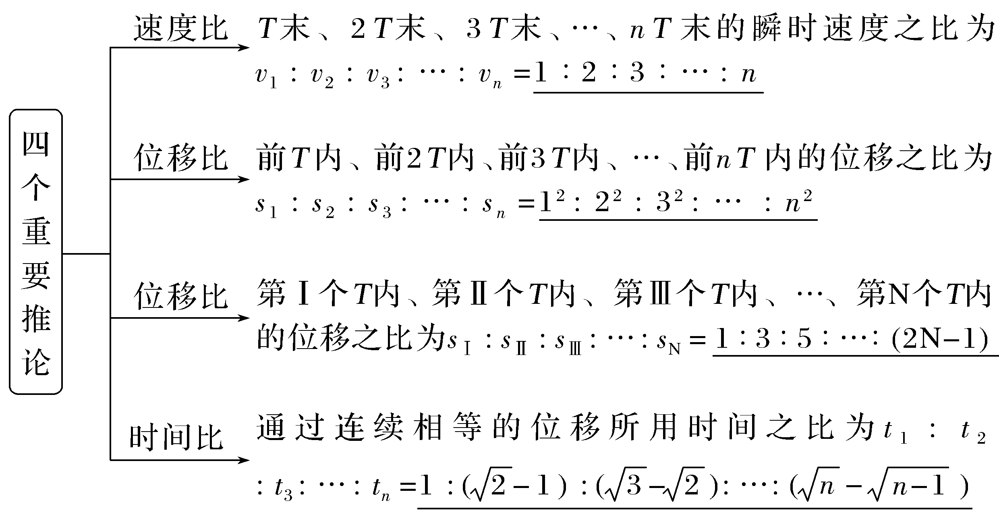 四个重要推论
速度比
T末、2T末、3T末、…、nT末的瞬时速度之比为
v₁:v₂:v₃:…:vₙ=1:2:3:…:n
位移比
前T内、前2T内、前3T内、…、前nT内的位移之比为
s₁:s₂:s₃:…:sₙ=1²:2²:3²:…:n²
位移比
第Ⅰ个T内、第Ⅱ个T内、第Ⅲ个T内、…、第N个T内
的位移之比为sⅠ:sⅡ:sⅢ:…:sN=1:3:5:…:(2N-1)
时间比
通过连续相等的位移所用时间之比为t₁:t₂
:t₃:…:tₙ=1:(√2-1):(√3-√2):…:(√n-√(n-1))